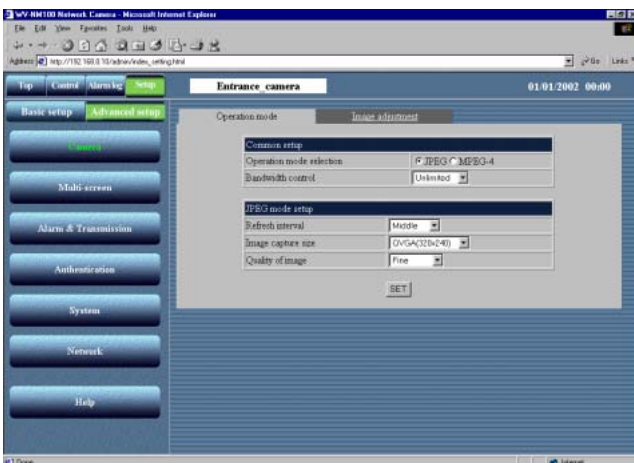 WV-NM100 Network Camera - Microsoft Internet Explorer
File Edit View Favorites Tools Help
Address http://192.168.0.10/admin/index_setting.html Go Links
Top Control Alarm log Setup Entrance_camera 01/01/2002 00:00
Basic setup Advanced setup
Operation mode Image adjustment
Camera
Multi-screen
Alarm & Transmission
Authentication
System
Network
Help
Common setup
Operation mode selection JPEG MPEG-4
Bandwidth control Unlimited
JPEG mode setup
Refresh interval Middle
Image capture size QVGA(320x240)
Quality of image Fine
SET
Done Internet